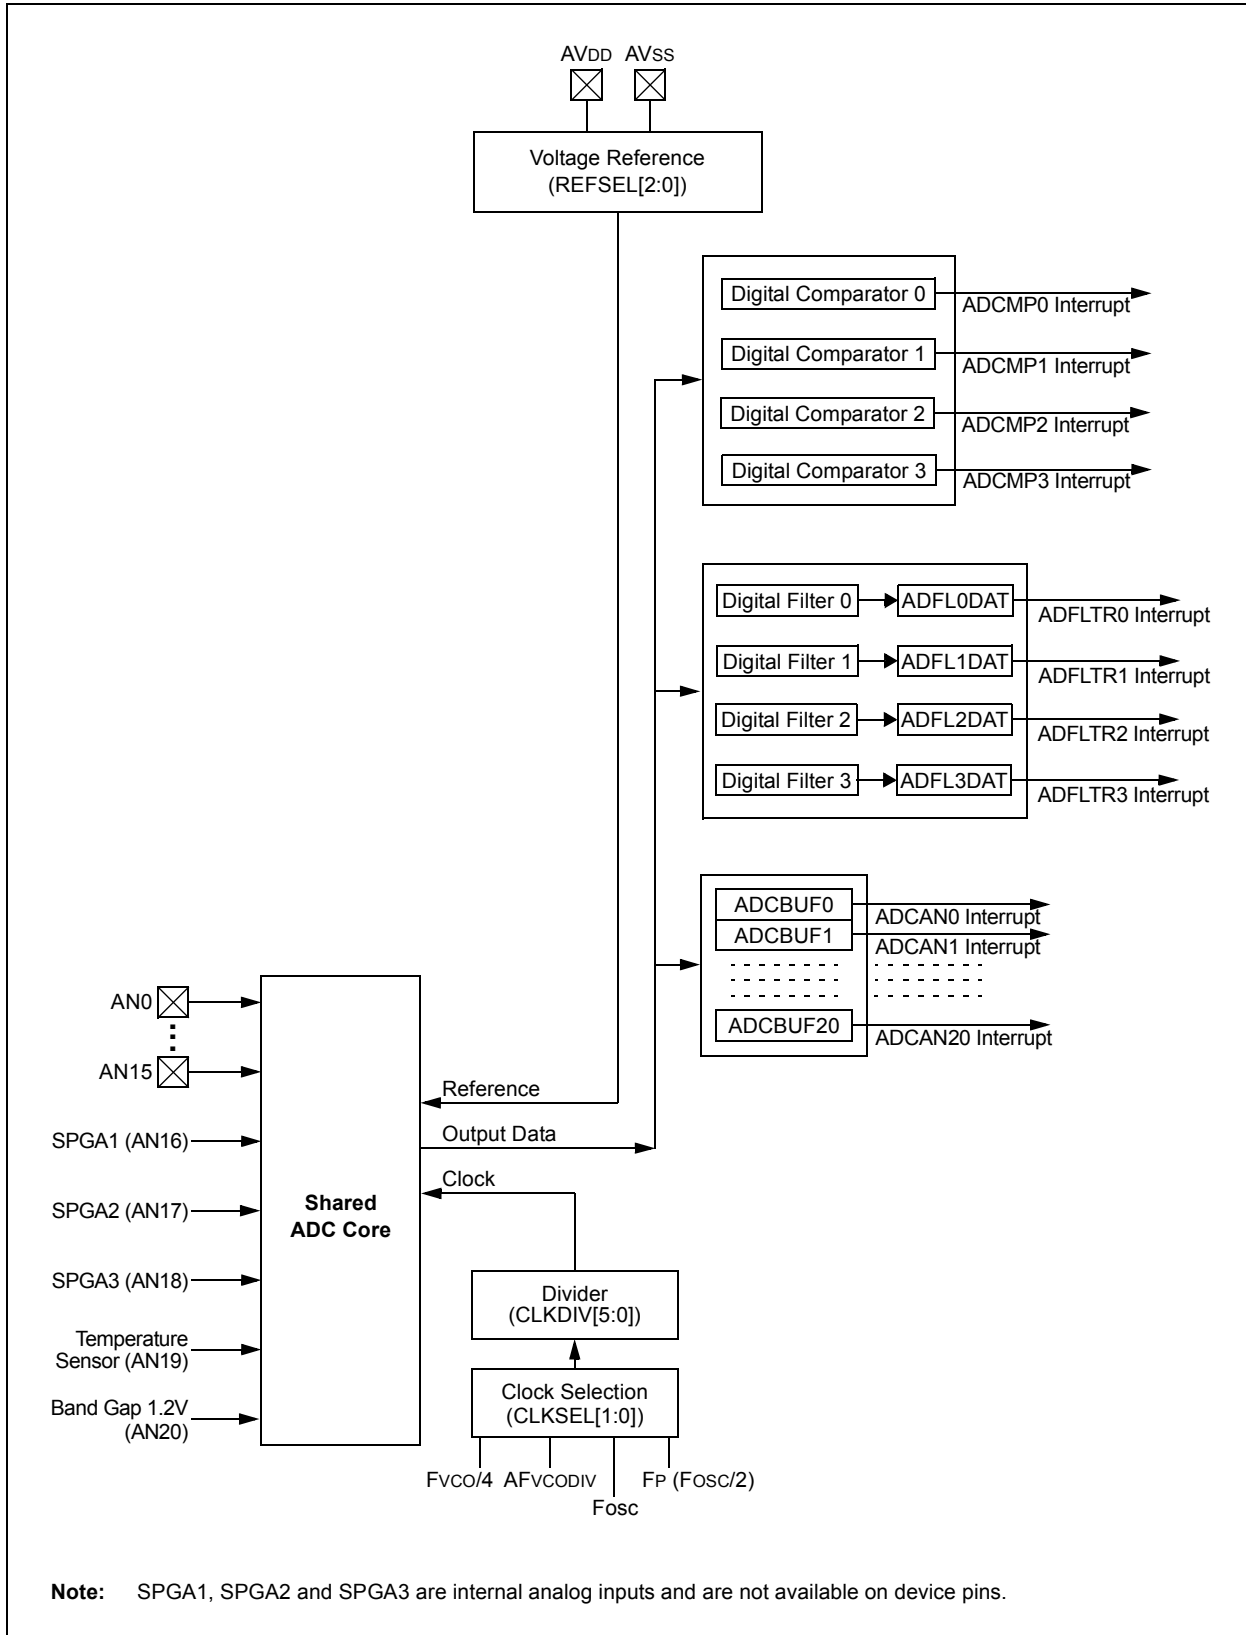 AVDD AVSS
Voltage Reference
(REFSEL[2:0])
Digital Comparator 0
ADCMP0 Interrupt
Digital Comparator 1
ADCMP1 Interrupt
Digital Comparator 2
ADCMP2 Interrupt
Digital Comparator 3
ADCMP3 Interrupt
Digital Filter 0
ADFL0DAT
ADFLTR0 Interrupt
Digital Filter 1
ADFL1DAT
ADFLTR1 Interrupt
Digital Filter 2
ADFL2DAT
ADFLTR2 Interrupt
Digital Filter 3
ADFL3DAT
ADFLTR3 Interrupt
ADCBUF0
ADCAN0 Interrupt
ADCBUF1
ADCAN1 Interrupt
ADCBUF20
ADCAN20 Interrupt
AN0
AN15
SPGA1 (AN16)
SPGA2 (AN17)
SPGA3 (AN18)
Temperature
Sensor (AN19)
Band Gap 1.2V
(AN20)
Shared
ADC Core
Reference
Output Data
Clock
Divider
(CLKDIV[5:0])
Clock Selection
(CLKSEL[1:0])
FVCO/4
AFVCODIV
Fosc
FP (FOSC/2)
Note: SPGA1, SPGA2 and SPGA3 are internal analog inputs and are not available on device pins.